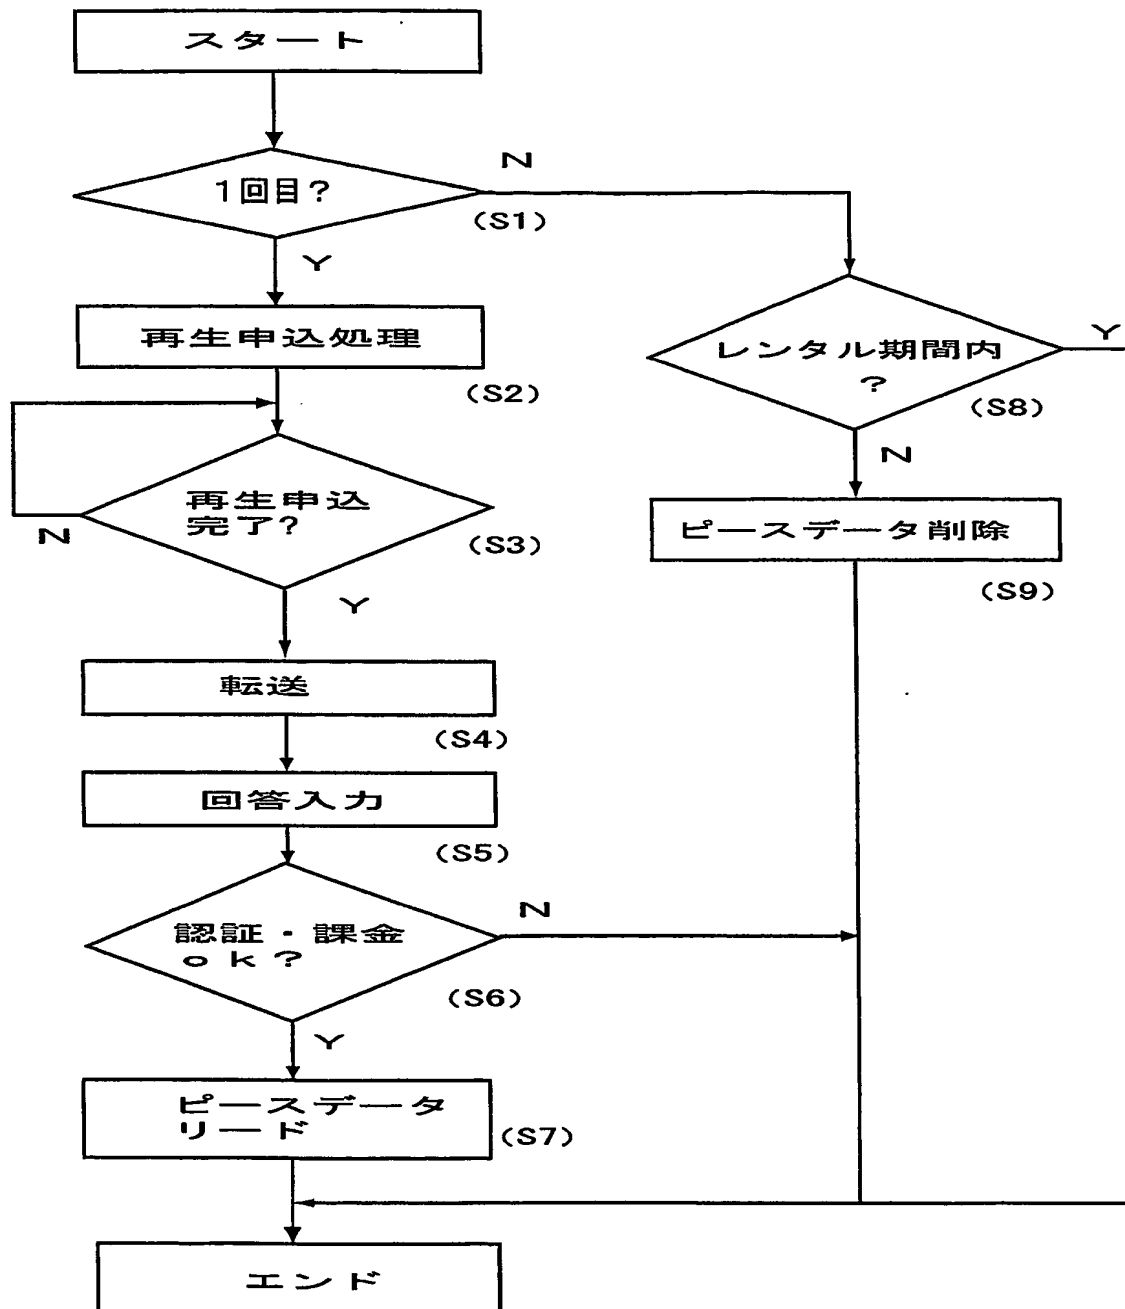 スタート
1回目?
N
(S1)
Y
再生申込処理
(S2)
再生申込
完了?
N
(S3)
Y
転送
(S4)
回答入力
(S5)
認証・課金
ok?
N
(S6)
Y
ピースデータ
リード
(S7)
エンド
レンタル期間内
?
Y
(S8)
N
ピースデータ削除
(S9)